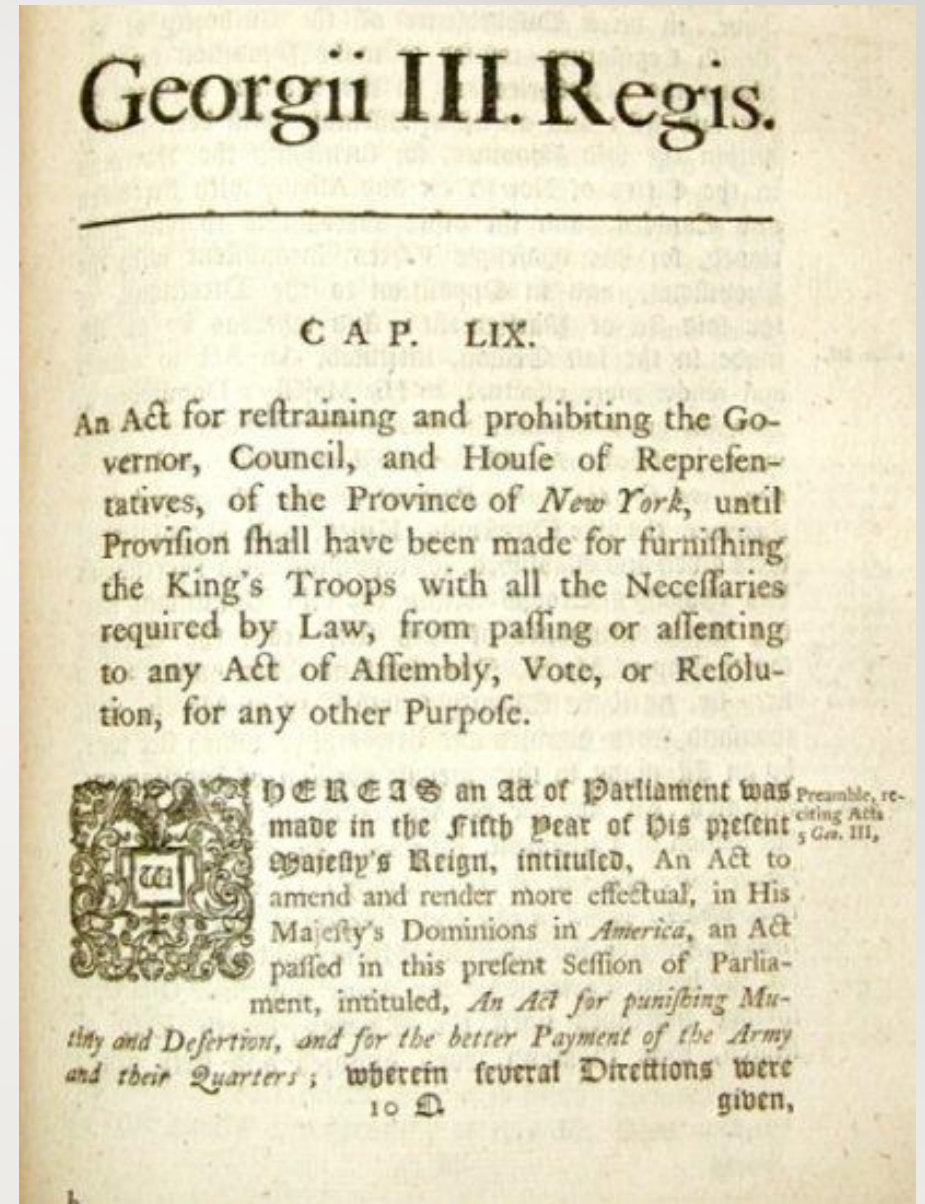 Georgii III. Regis.
CAP. LIX.
An Act for reſtraining and prohibiting the Go-
vernor, Council, and Houſe of Repreſen-
tatives, of the Province of New York, until
Proviſion ſhall have been made for furniſhing
the King's Troops with all the Neceſſaries
required by Law, from paſſing or aſſenting
to any Act of Aſſembly, Vote, or Reſolu-
tion, for any other Purpoſe.
WHEREAS an Act of Parliament was
made in the Fifth Year of His preſent
Majeſty's Reign, intituled, An Act to
amend and render more effectual, in His
Majeſty's Dominions in America, an Act
paſſed in this preſent Seſſion of Parlia-
ment, intituled, An Act for puniſhing Mu-
tiny and Deſertion, and for the better Payment of the Army
and their Quarters; wherein ſeveral Directions were
10 D
given,
Preamble, re-
citing Acts
5 Geo. III,